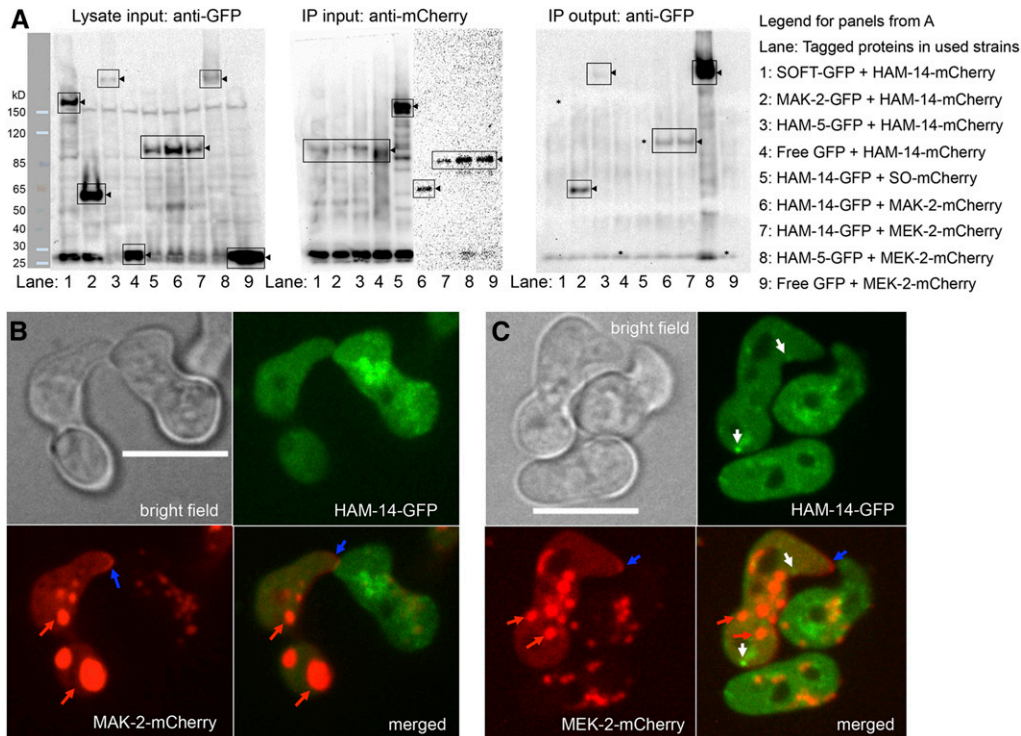 A
Lysate input: anti-GFP
IP input: anti-mCherry
IP output: anti-GFP
kD
150
120
85
65
50
40
30
25
Lane: 1 2 3 4 5 6 7 8 9
Lane: 1 2 3 4 5 6 7 8 9
Lane: 1 2 3 4 5 6 7 8 9
Legend for panels from A
Lane: Tagged proteins in used strains
1: SOFT-GFP + HAM-14-mCherry
2: MAK-2-GFP + HAM-14-mCherry
3: HAM-5-GFP + HAM-14-mCherry
4: Free GFP + HAM-14-mCherry
5: HAM-14-GFP + SO-mCherry
6: HAM-14-GFP + MAK-2-mCherry
7: HAM-14-GFP + MEK-2-mCherry
8: HAM-5-GFP + MEK-2-mCherry
9: Free GFP + MEK-2-mCherry
B
bright field
HAM-14-GFP
MAK-2-mCherry
merged
C
bright field
HAM-14-GFP
MEK-2-mCherry
merged